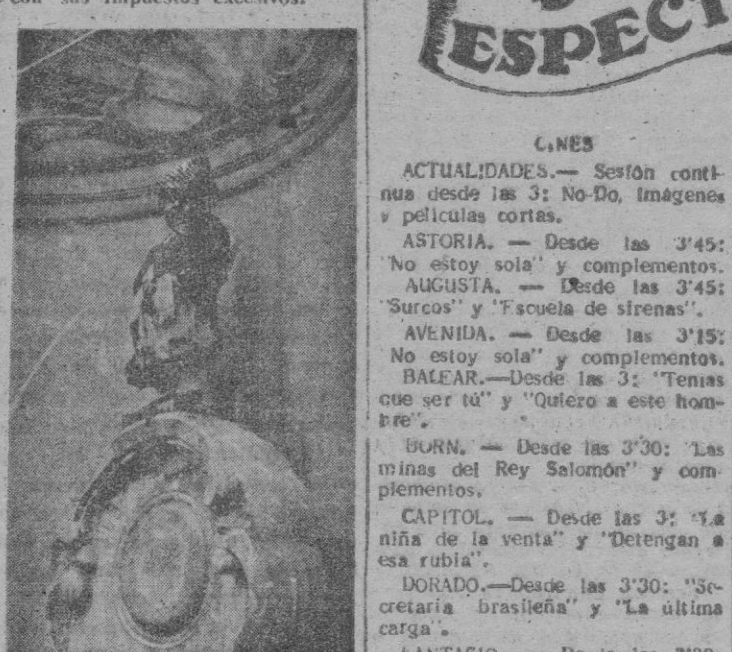 con sus impuestos excesivos.
ESPECT
CINES
ACTUALIDADES.— Sesión conti-
nua desde las 3: No-Do, Imágenes
y películas cortas.
ASTORIA. — Desde las 3'45:
"No estoy sola" y complementos.
AUGUSTA. — Desde las 3'45:
"Surcos" y "Escuela de sirenas".
AVENIDA. — Desde las 3'15:
No estoy sola" y complementos.
BALEAR.—Desde las 3: "Tenías
que ser tú" y "Quiero a este hom-
bre".
BORN. — Desde las 3'30: "Las
minas del Rey Salomón" y com-
plementos.
CAPITOL. — Desde las 3: "La
niña de la venta" y "Detengan a
esa rubia".
DORADO.—Desde las 3'30: "Se-
cretaria brasileña" y "La última
carga".